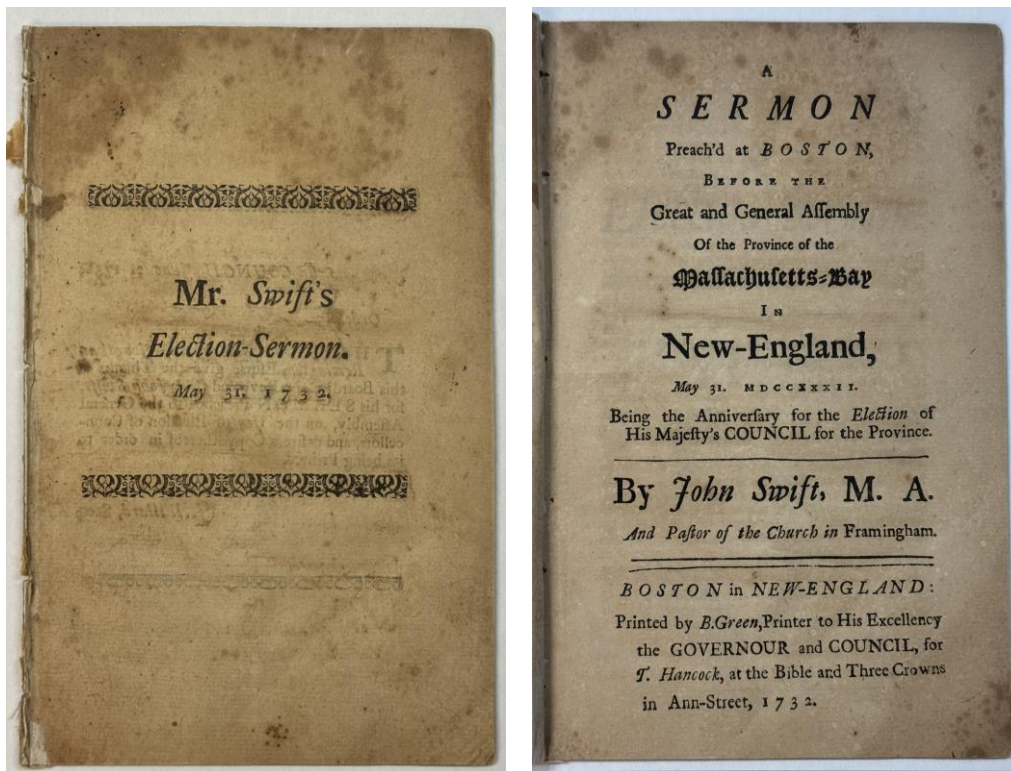 Mr. Swift's
Election-Sermon.
May 31. 1732.
A
SERMON
Preach'd at BOSTON,
BEFORE THE
Great and General Aſſembly
Of the Province of the
Maſſachuſetts-Bay
IN
New-England,
May 31. MDCCXXXII.
Being the Anniverſary for the Election of
His Majeſty's COUNCIL for the Province.
By John Swift, M. A.
And Paſtor of the Church in Framingham.
BOSTON in NEW-ENGLAND:
Printed by B.Green, Printer to His Excellency
the GOVERNOUR and COUNCIL, for
T. Hancock, at the Bible and Three Crowns
in Ann-Street, 1732.